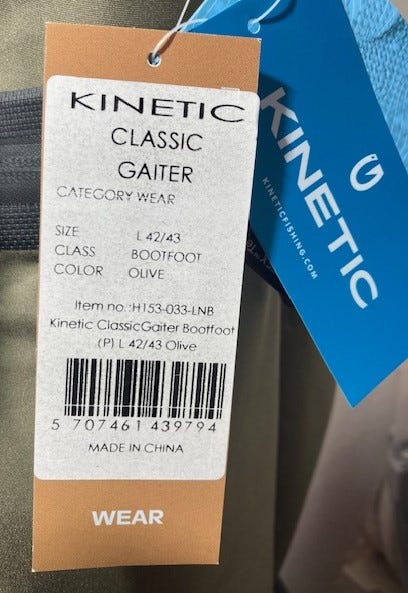 KINETIC
CLASSIC
GAITER
CATEGORY WEAR
SIZE L 42/43
CLASS BOOTFOOT
COLOR OLIVE
Item no.:H153-033-LNB
Kinetic ClassicGaiter Bootfoot
(P) L 42/43 Olive
5 707461 439794
MADE IN CHINA
WEAR
KINETIC
KINETICFISHING.COM